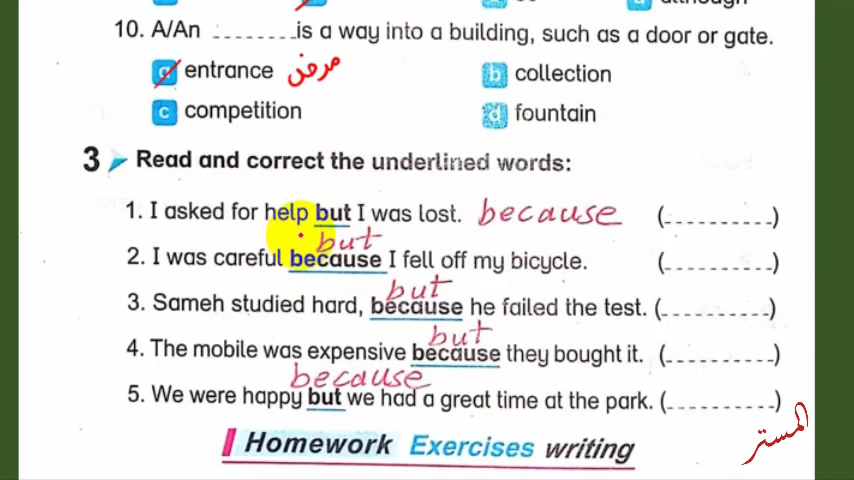 although
10. A/An ........ is a way into a building, such as a door or gate.
a entrance
b collection
c competition
d fountain
3 Read and correct the underlined words:
1. I asked for help but I was lost. because (............)
but
2. I was careful because I fell off my bicycle. (............)
but
3. Sameh studied hard, because he failed the test. (............)
but
4. The mobile was expensive because they bought it. (............)
because
5. We were happy but we had a great time at the park. (............)
Homework Exercises writing
المستر